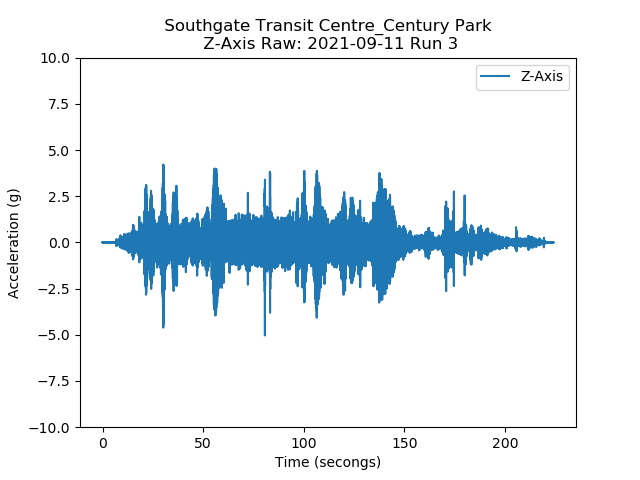 Southgate Transit Centre_Century Park
Z-Axis Raw: 2021-09-11 Run 3
Z-Axis
10.0
7.5
5.0
2.5
0.0
−2.5
−5.0
−7.5
−10.0
Acceleration (g)
0 50 100 150 200
Time (secongs)